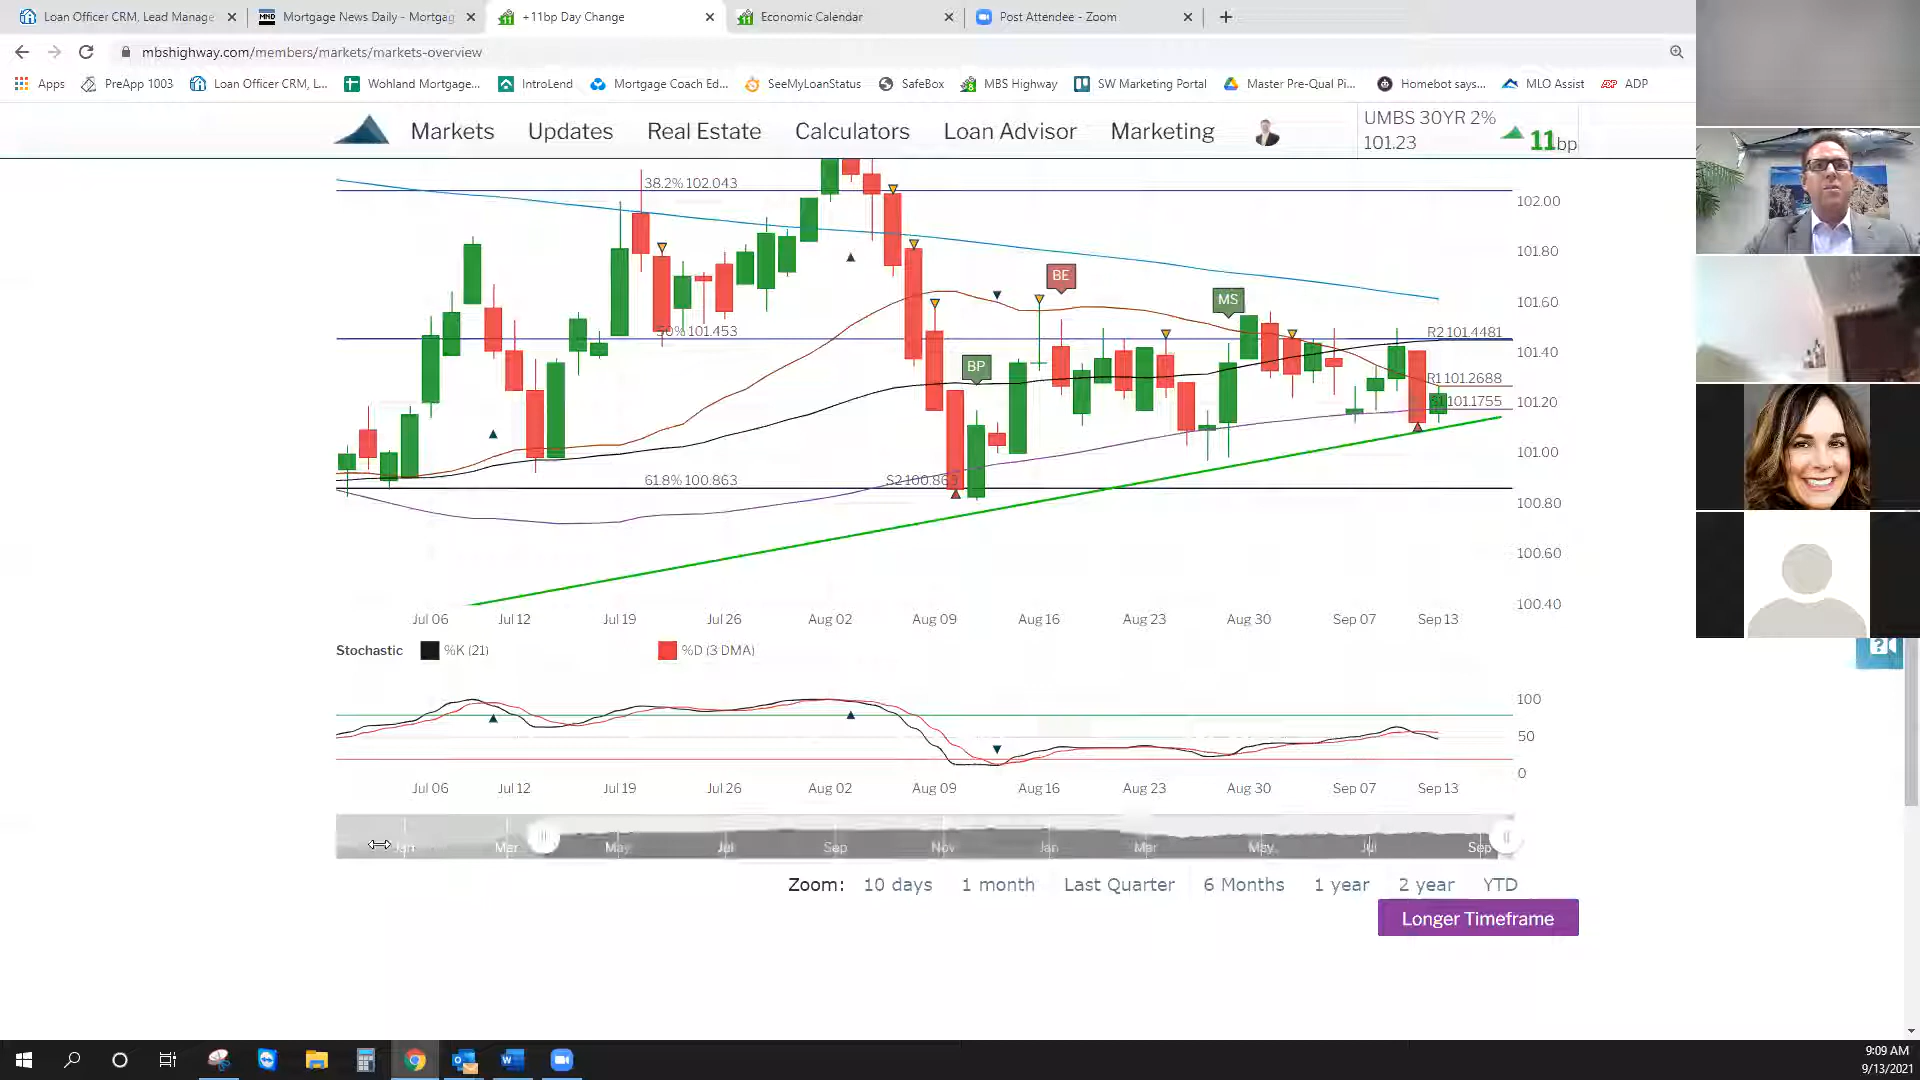 Loan Officer CRM, Lead Manage
MND Mortgage News Daily - Mortgag
+11bp Day Change
Economic Calendar
Post Attendee - Zoom
mbshighway.com/members/markets/markets-overview
Apps
PreApp 1003
Loan Officer CRM, L...
Wohland Mortgage...
IntroLend
Mortgage Coach Ed...
SeeMyLoanStatus
SafeBox
MBS Highway
SW Marketing Portal
Master Pre-Qual Pi...
Homebot says...
MLO Assist
ADP
Markets
Updates
Real Estate
Calculators
Loan Advisor
Marketing
UMBS 30YR 2%
101.23
11bp
38.2% 102.043
50% 101.453
61.8% 100.863
BP
BE
MS
S2 100.863
R2 101.4481
R1 101.2688
101.1755
102.00
101.80
101.60
101.40
101.20
101.00
100.80
100.60
100.40
Jul 06 Jul 12 Jul 19 Jul 26 Aug 02 Aug 09 Aug 16 Aug 23 Aug 30 Sep 07 Sep 13
Stochastic %K (21) %D (3 DMA)
100
50
0
Jul 06 Jul 12 Jul 19 Jul 26 Aug 02 Aug 09 Aug 16 Aug 23 Aug 30 Sep 07 Sep 13
Jan Mar May Jul Sep Nov Jan Mar May Jul Sep
Zoom: 10 days 1 month Last Quarter 6 Months 1 year 2 year YTD
Longer Timeframe
9:09 AM
9/13/2021